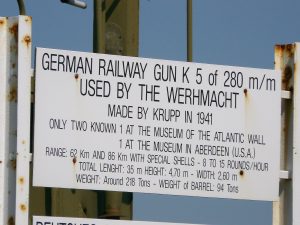 GERMAN RAILWAY GUN K 5 of 280 m/m
USED BY THE WERHMACHT
MADE BY KRUPP IN 1941
ONLY TWO KNOWN 1 AT THE MUSEUM OF THE ATLANTIC WALL
1 AT THE MUSEUM IN ABERDEEN (U.S.A.)
RANGE: 62 Km AND 86 Km WITH SPECIAL SHELLS - 8 TO 15 ROUNDS/HOUR
TOTAL LENGHT: 35 m HEIGHT: 4,70 m - WIDTH: 2.60 m
WEIGHT: Around 218 Tons - WEIGHT of BARREL: 94 Tons